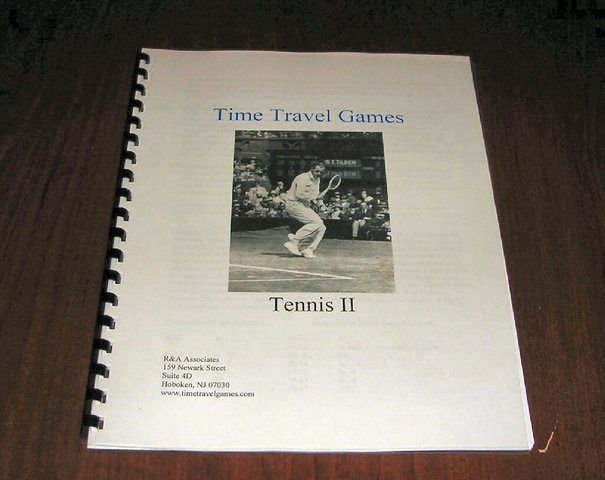 Time Travel Games
W.E.TILDEN
Tennis II
R&A Associates
159 Newark Street
Suite 4D
Hoboken, NJ 07030
www.timetravelgames.com